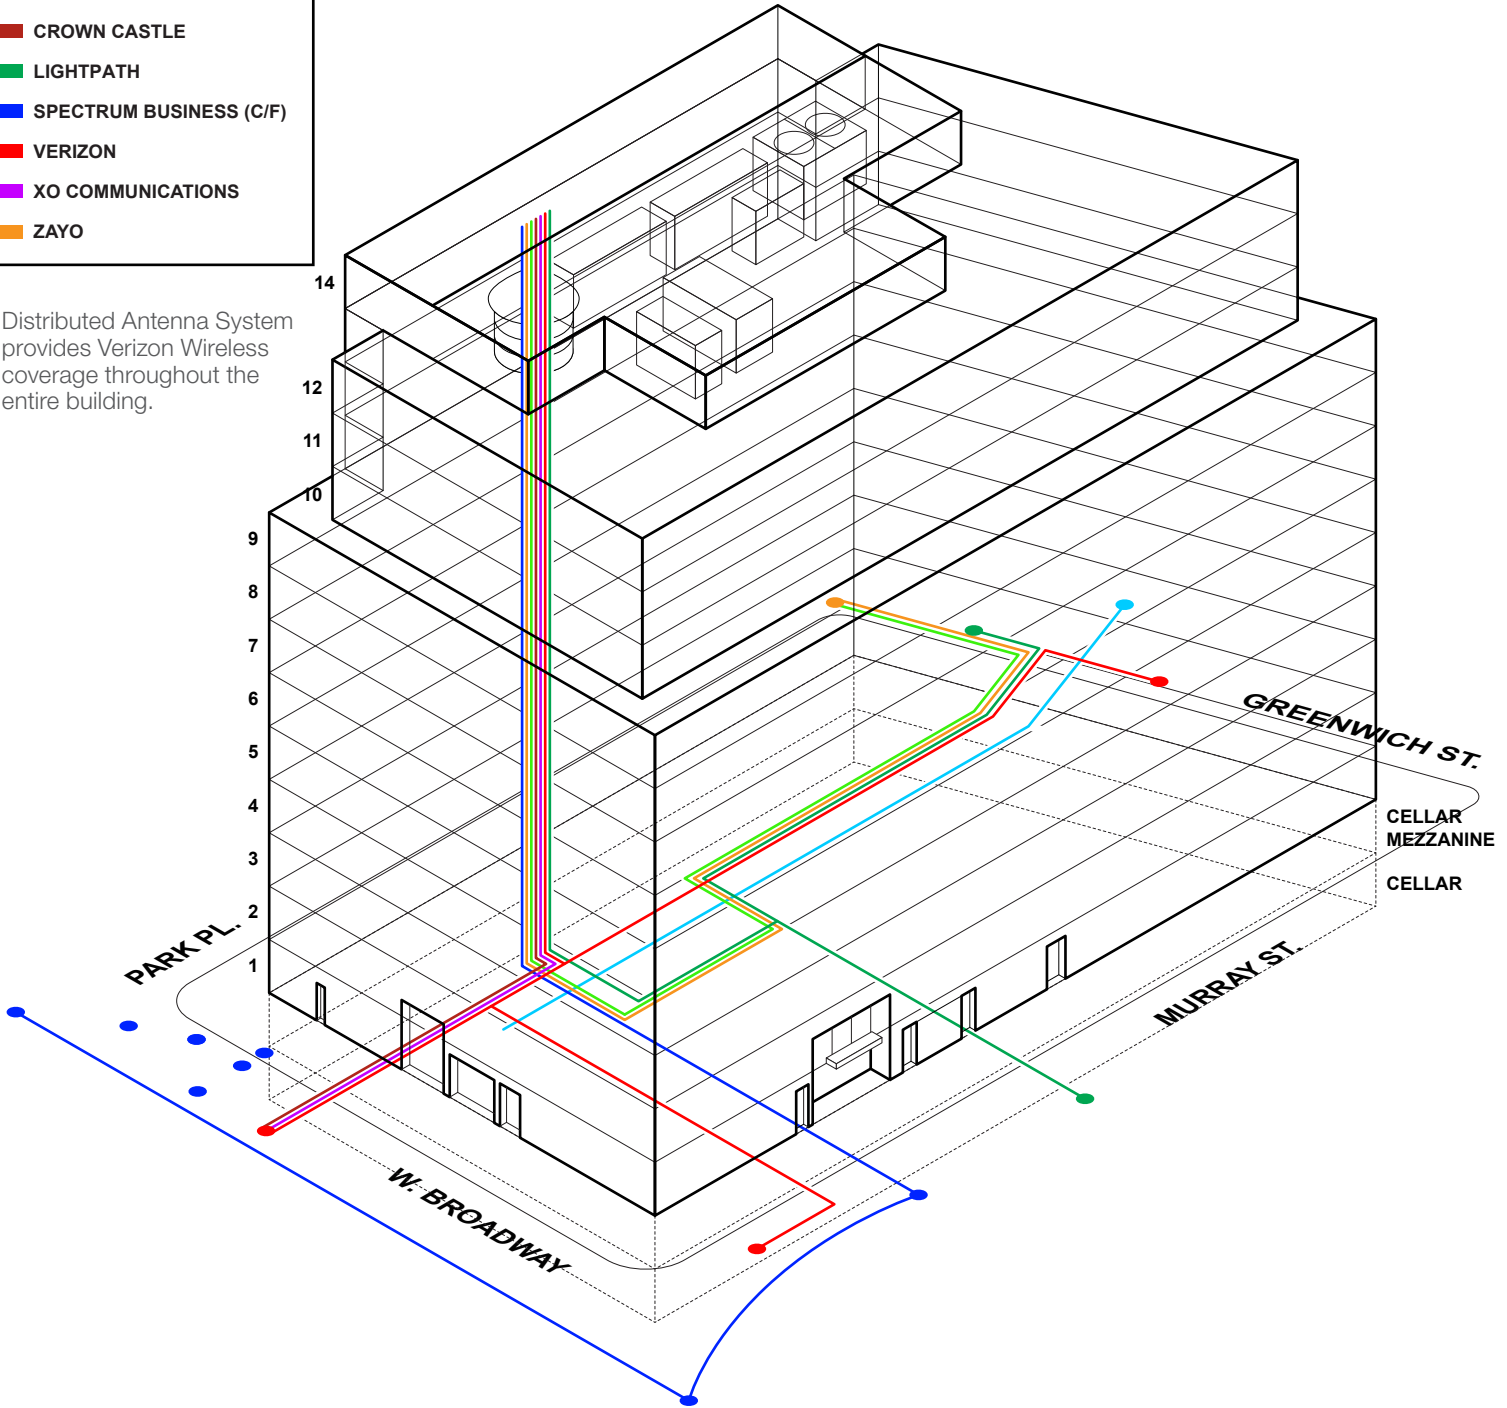 CROWN CASTLE
LIGHTPATH
SPECTRUM BUSINESS (C/F)
VERIZON
XO COMMUNICATIONS
ZAYO
Distributed Antenna System
provides Verizon Wireless
coverage throughout the
entire building.
14
12
11
10
9
8
7
6
5
4
3
2
1
GREENWICH ST.
CELLAR
MEZZANINE
CELLAR
PARK PL.
MURRAY ST.
W. BROADWAY